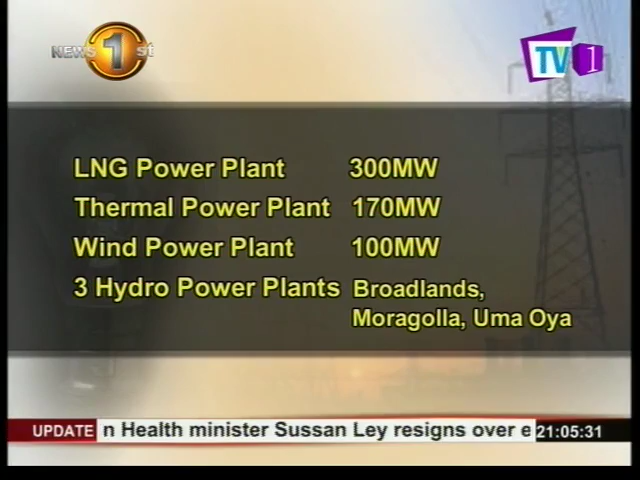 NEWS 1st
TV 1
LNG Power Plant 300MW
Thermal Power Plant 170MW
Wind Power Plant 100MW
3 Hydro Power Plants Broadlands,
Moragolla, Uma Oya
UPDATE n Health minister Sussan Ley resigns over e 21:05:31